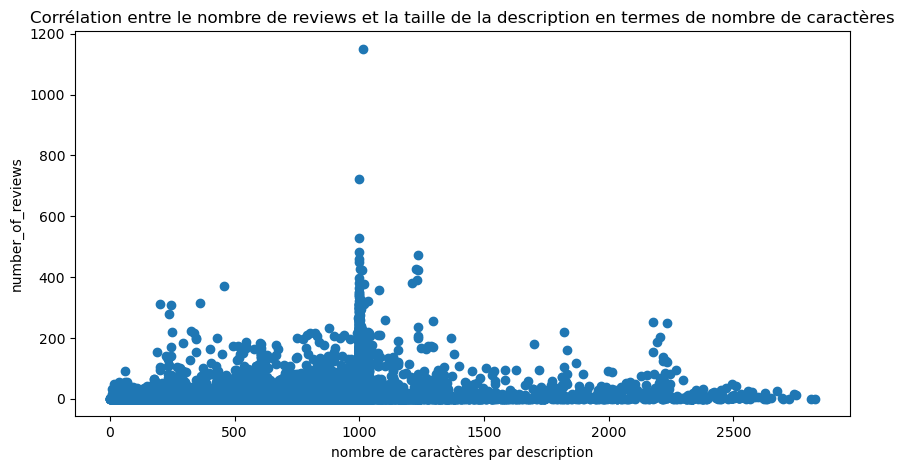 Corrélation entre le nombre de reviews et la taille de la description en termes de nombre de caractères
1200
1000
800
600
400
200
0
number_of_reviews
0 500 1000 1500 2000 2500
nombre de caractères par description